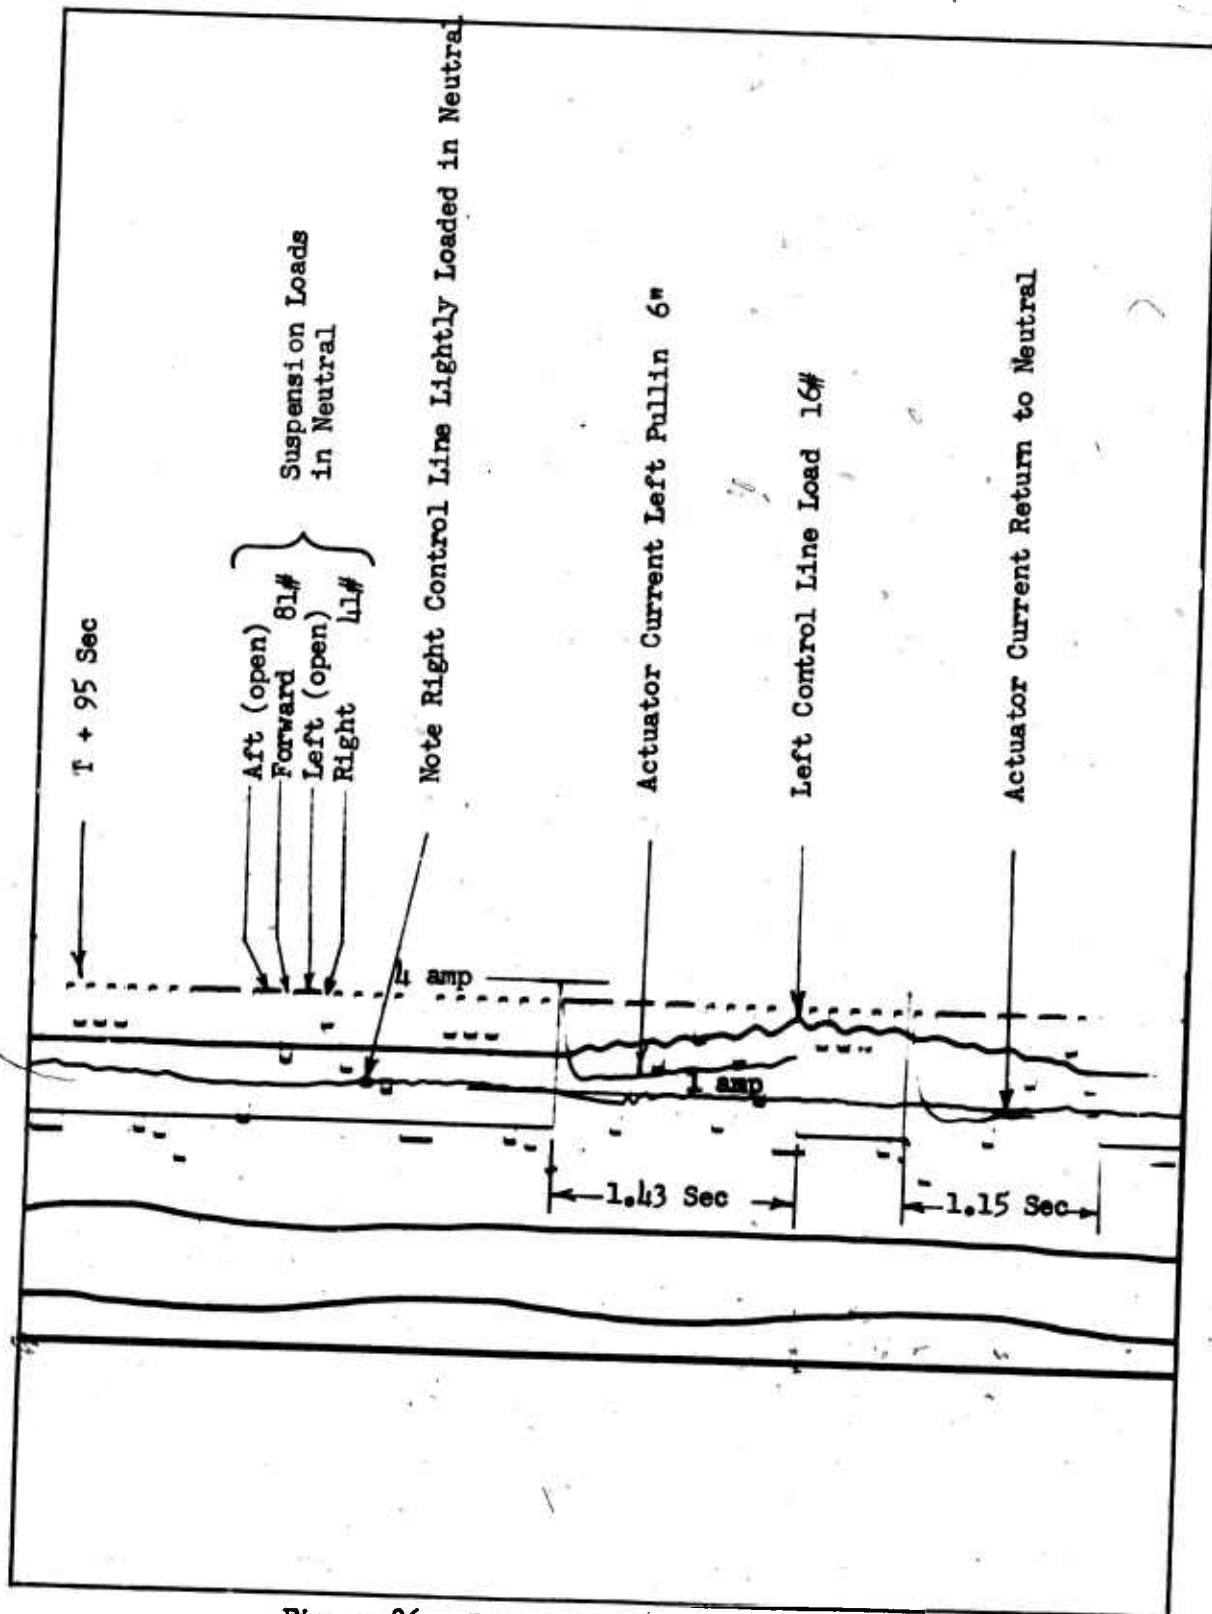 T + 95 Sec
Aft (open)
Forward 81#
Left (open)
Right 41#
Suspension Loads
in Neutral
Note Right Control Line Lightly Loaded in Neutral
Actuator Current Left Pullin 6"
Left Control Line Load 16#
Actuator Current Return to Neutral
4 amp
1 amp
1.43 Sec
1.15 Sec